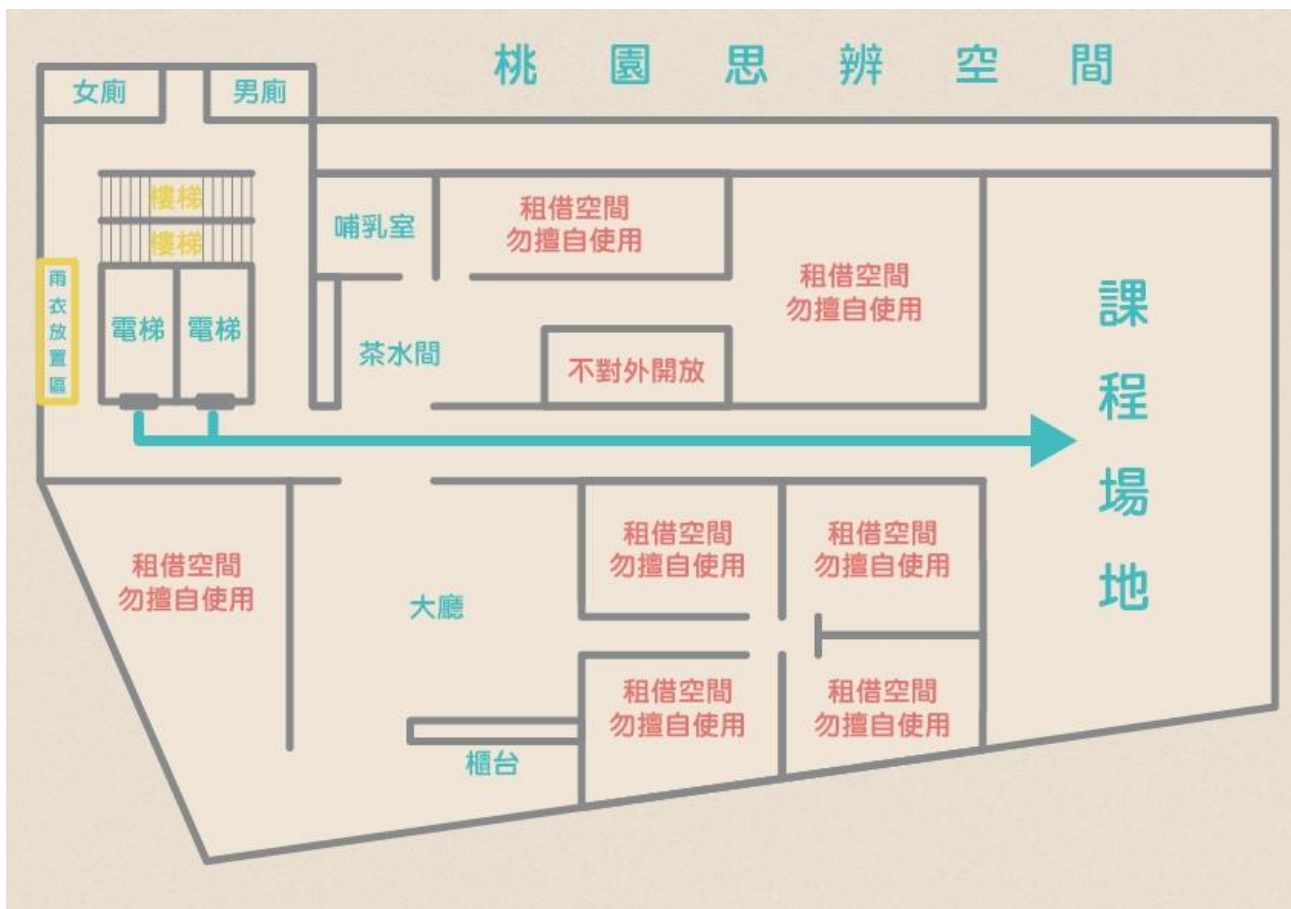 桃園思辨空間
女廁
男廁
樓梯
樓梯
雨衣放置區
電梯
電梯
哺乳室
租借空間
勿擅自使用
租借空間
勿擅自使用
茶水間
不對外開放
課程場地
租借空間
勿擅自使用
大廳
租借空間
勿擅自使用
租借空間
勿擅自使用
租借空間
勿擅自使用
租借空間
勿擅自使用
櫃台